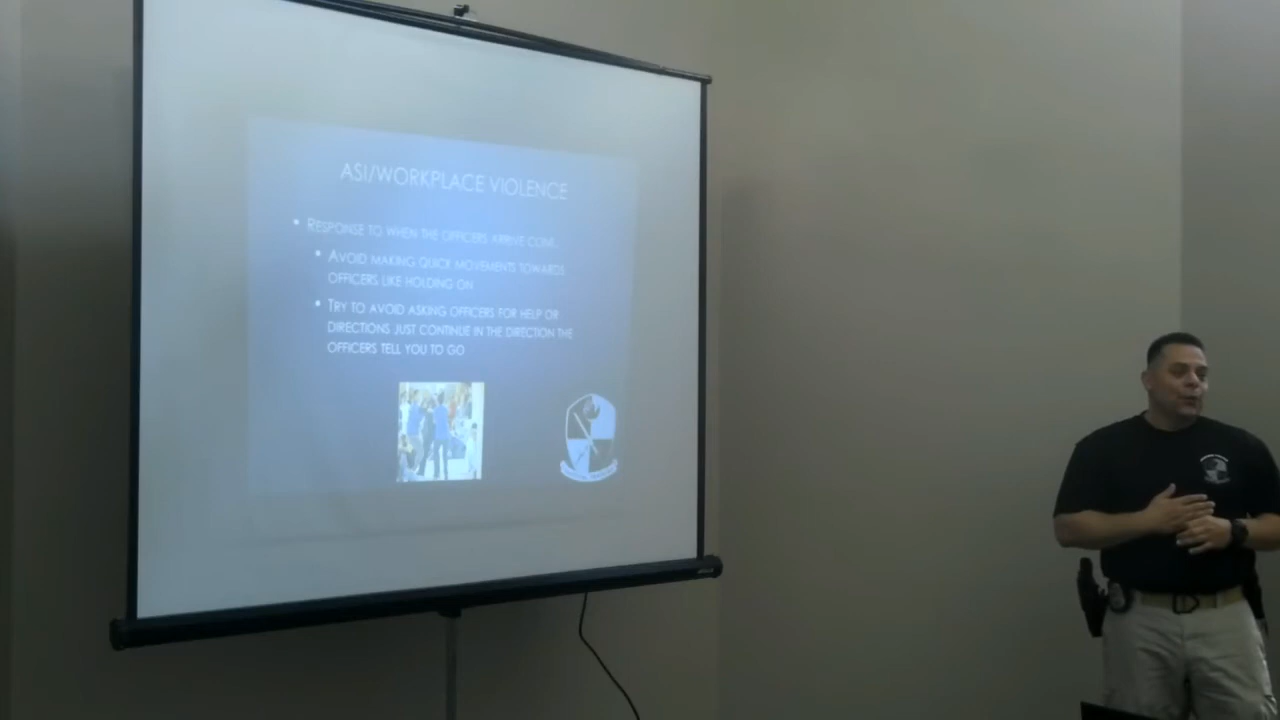 ASI/WORKPLACE VIOLENCE
• RESPONSE TO WHEN THE OFFICERS ARRIVE CONT.
• AVOID MAKING QUICK MOVEMENTS TOWARDS
OFFICERS LIKE HOLDING ON
• TRY TO AVOID ASKING OFFICERS FOR HELP OR
DIRECTIONS JUST CONTINUE IN THE DIRECTION THE
OFFICERS TELL YOU TO GO